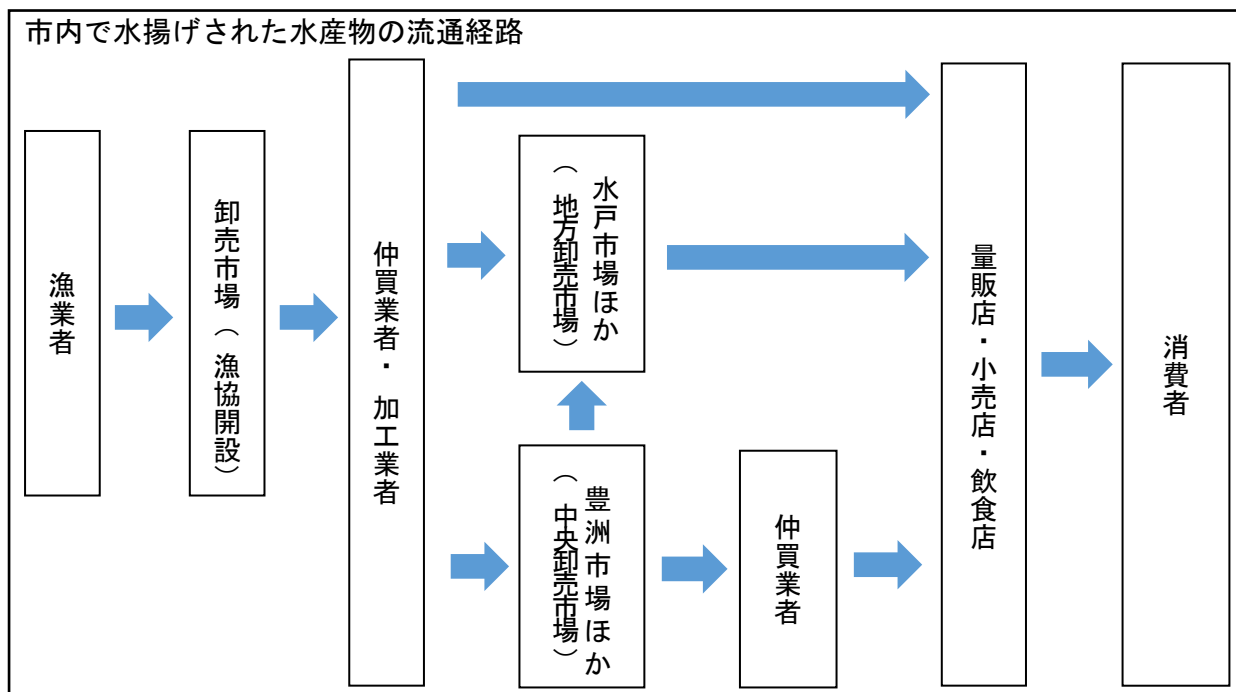 市内で水揚げされた水産物の流通経路
漁業者
卸売市場（漁協開設）
仲買業者・加工業者
水戸市場ほか
（地方卸売市場）
豊洲市場ほか
（中央卸売市場）
仲買業者
量販店・小売店・飲食店
消費者